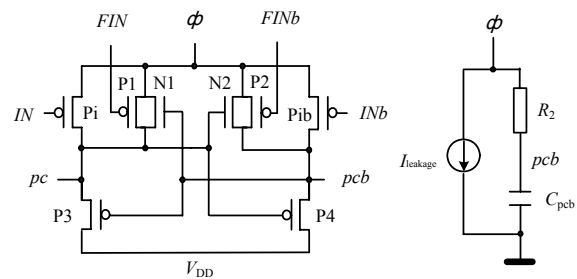 FIN ϕ FINb ϕ
P1 N1 N2 P2
IN Pi Pib INb R2
Ileakage pcb
pc pcb
Cpcb
P3 P4
VDD